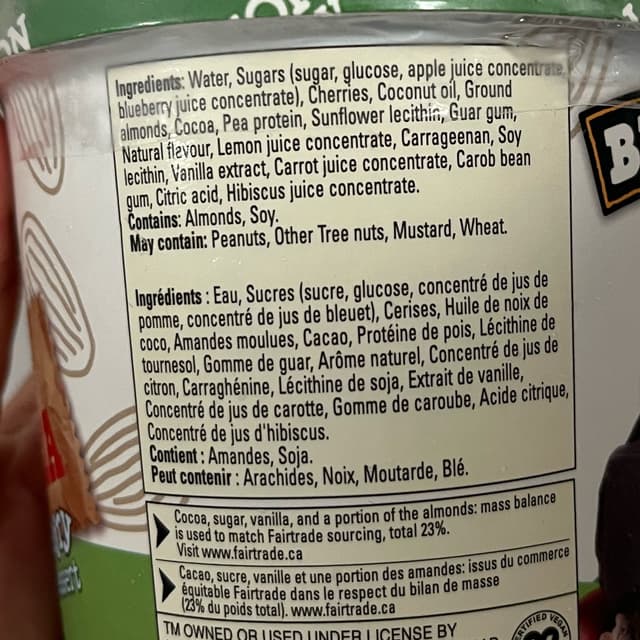 Ingredients: Water, Sugars (sugar, glucose, apple juice concentrate,
blueberry juice concentrate), Cherries, Coconut oil, Ground
almonds, Cocoa, Pea protein, Sunflower lecithin, Guar gum,
Natural flavour, Lemon juice concentrate, Carrageenan, Soy
lecithin, Vanilla extract, Carrot juice concentrate, Carob bean
gum, Citric acid, Hibiscus juice concentrate.
Contains: Almonds, Soy.
May contain: Peanuts, Other Tree nuts, Mustard, Wheat.
Ingrédients : Eau, Sucres (sucre, glucose, concentré de jus de
pomme, concentré de jus de bleuet), Cerises, Huile de noix de
coco, Amandes moulues, Cacao, Protéine de pois, Lécithine de
tournesol, Gomme de guar, Arôme naturel, Concentré de jus de
citron, Carraghénine, Lécithine de soja, Extrait de vanille,
Concentré de jus de carotte, Gomme de caroube, Acide citrique,
Concentré de jus d'hibiscus.
Contient : Amandes, Soja.
Peut contenir : Arachides, Noix, Moutarde, Blé.
Cocoa, sugar, vanilla, and a portion of the almonds: mass balance
is used to match Fairtrade sourcing, total 23%.
Visit www.fairtrade.ca
Cacao, sucre, vanille et une portion des amandes: issus du commerce
équitable Fairtrade dans le respect du bilan de masse
(23% du poids total). www.fairtrade.ca
TM OWNED OR USED UNDER LICENSE BY
CERTIFIED VEGAN